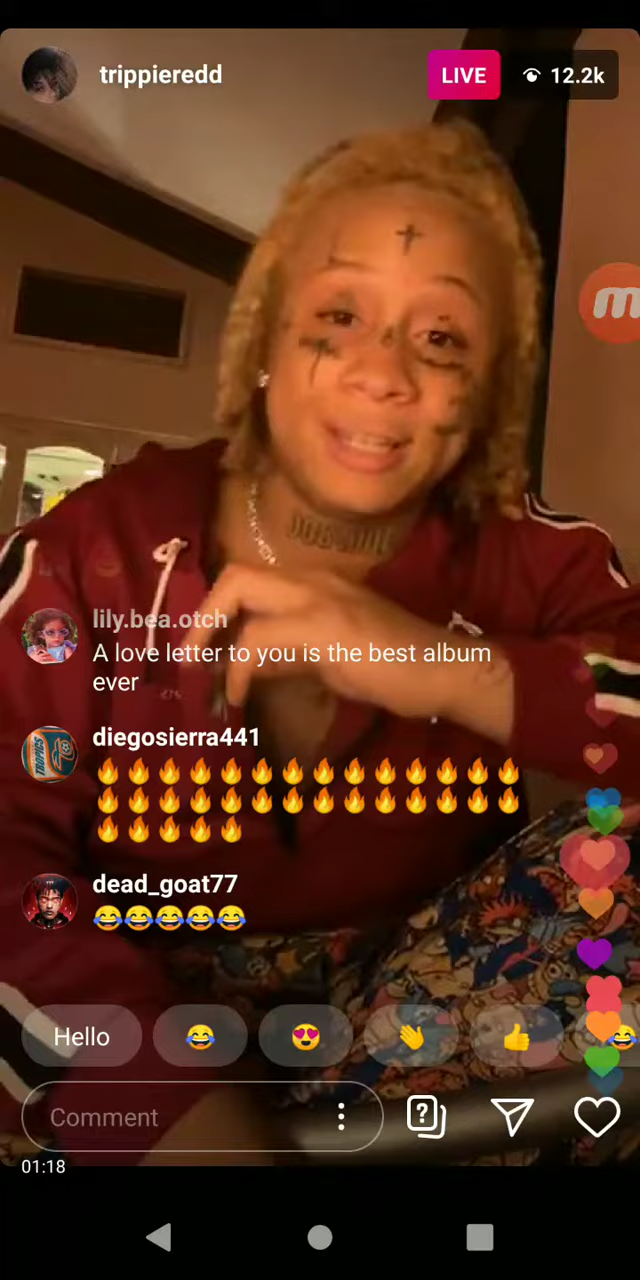 trippieredd
LIVE
12.2k
lily.bea.otch
A love letter to you is the best album
ever
diegosierra441
🔥🔥🔥🔥🔥🔥🔥🔥🔥🔥🔥🔥🔥🔥
🔥🔥🔥🔥🔥🔥🔥🔥🔥🔥🔥🔥🔥🔥
🔥🔥🔥🔥🔥
dead_goat77
😂😂😂😂😂
Hello 😂 😍 👋 👍 😂
Comment
01:18